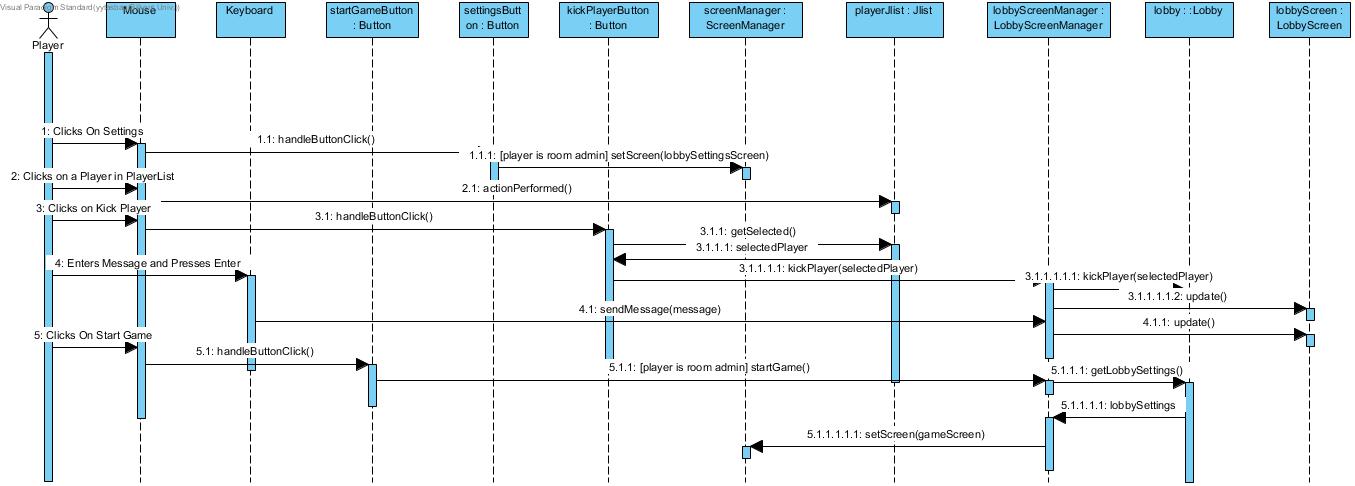 Visual Paradigm Standard(
Mouse
Keyboard
startGameButton
: Button
settingsButt
on : Button
kickPlayerButton
: Button
screenManager :
ScreenManager
playerJlist : Jlist
lobbyScreenManager :
LobbyScreenManager
lobby : :Lobby
lobbyScreen :
LobbyScreen
Player
1: Clicks On Settings
1.1: handleButtonClick()
1.1.1: [player is room admin] setScreen(lobbySettingsScreen)
2: Clicks on a Player in PlayerList
2.1: actionPerformed()
3: Clicks on Kick Player
3.1: handleButtonClick()
3.1.1: getSelected()
3.1.1.1: selectedPlayer
4: Enters Message and Presses Enter
3.1.1.1.1: kickPlayer(selectedPlayer)
3.1.1.1.1.1: kickPlayer(selectedPlayer)
3.1.1.1.1.2: update()
4.1: sendMessage(message)
4.1.1: update()
5: Clicks On Start Game
5.1: handleButtonClick()
5.1.1: [player is room admin] startGame()
5.1.1.1: getLobbySettings()
5.1.1.1.1: lobbySettings
5.1.1.1.1.1: setScreen(gameScreen)